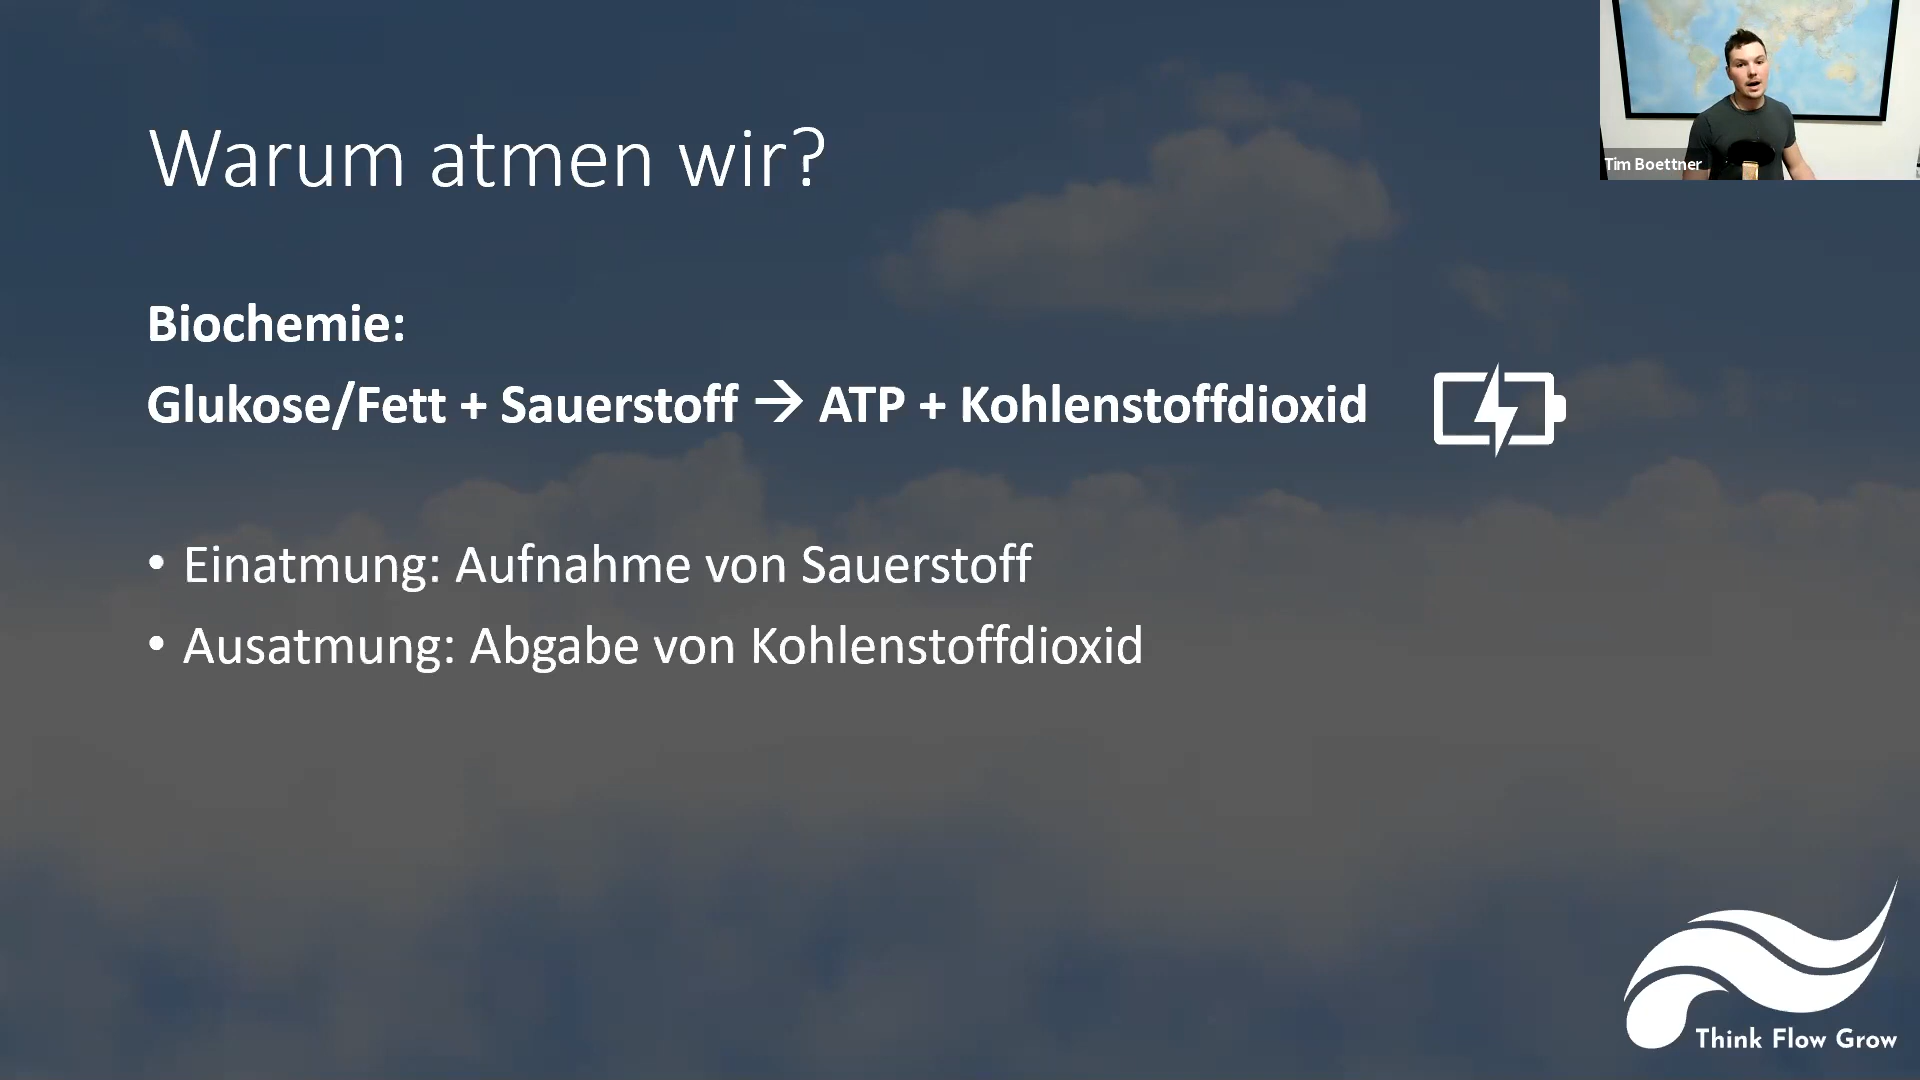 Warum atmen wir?
Tim Boettner
Biochemie:
Glukose/Fett + Sauerstoff → ATP + Kohlenstoffdioxid
• Einatmung: Aufnahme von Sauerstoff
• Ausatmung: Abgabe von Kohlenstoffdioxid
Think Flow Grow